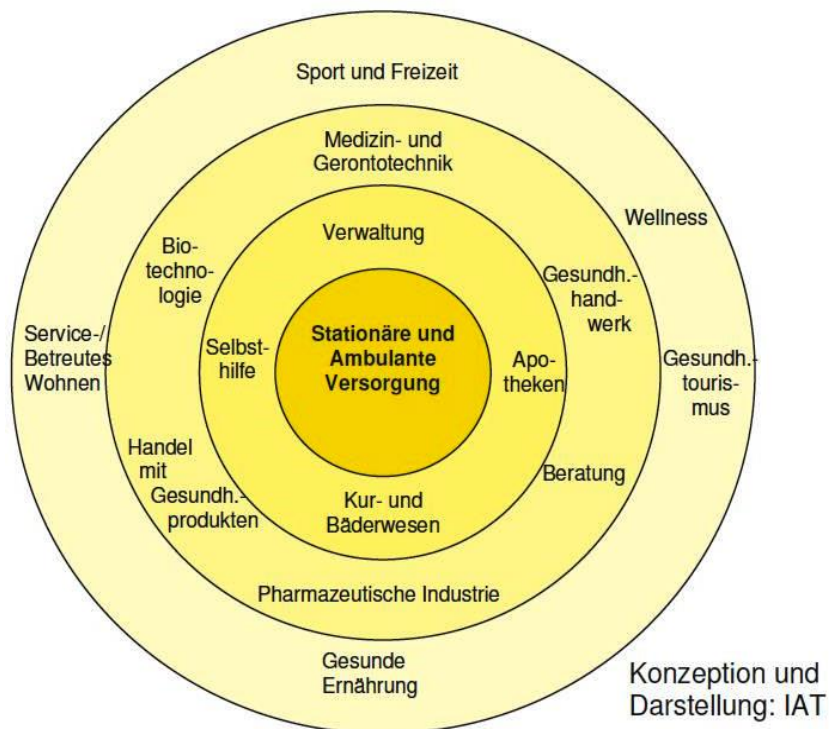 Sport und Freizeit
Medizin- und
Gerontotechnik
Wellness
Verwaltung
Bio-
technolo-
logie
Gesundh.-
hand-
werk
Service-/
Betreutes
Wohnen
Selbst-
hilfe
Stationäre und
Ambulante
Versorgung
Apo-
theken
Gesundh.-
touris-
mus
Handel
mit
Gesundh.-
produkten
Beratung
Kur- und
Bäderwesen
Pharmazeutische Industrie
Gesunde
Ernährung
Konzeption und
Darstellung: IAT